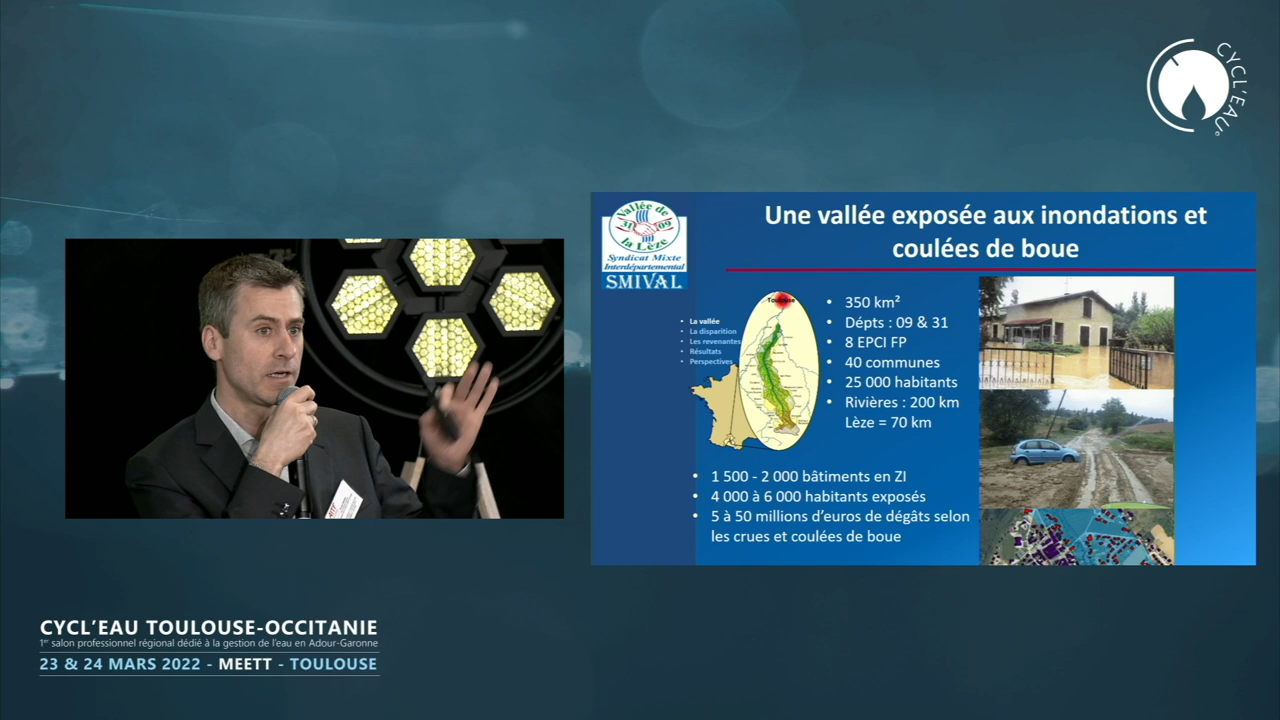 CYCL'EAU
Vallée de
31 09
la Lèze
Syndicat Mixte
Interdépartemental
SMIVAL
Une vallée exposée aux inondations et
coulées de boue
• La vallée
• La disparition
• Les revenantes
• Résultats
• Perspectives
Toulouse
• 350 km²
• Dépts : 09 & 31
• 8 EPCI FP
• 40 communes
• 25 000 habitants
• Rivières : 200 km
Lèze = 70 km
• 1 500 - 2 000 bâtiments en ZI
• 4 000 à 6 000 habitants exposés
• 5 à 50 millions d'euros de dégâts selon
les crues et coulées de boue
CYCL'EAU TOULOUSE-OCCITANIE
1er salon professionnel régional dédié à la gestion de l'eau en Adour-Garonne
23 & 24 MARS 2022 - MEETT - TOULOUSE